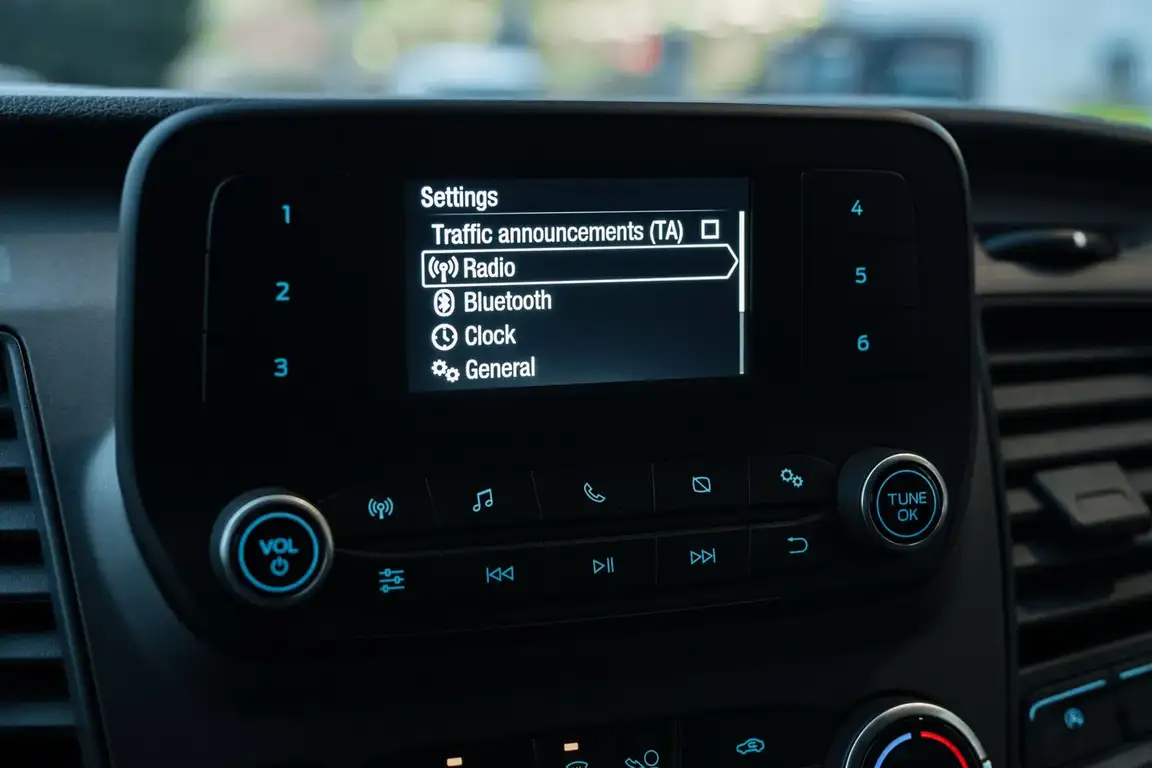 Settings
Traffic announcements (TA)
Radio
Bluetooth
Clock
General
1
2
3
4
5
6
VOL
TUNE
OK